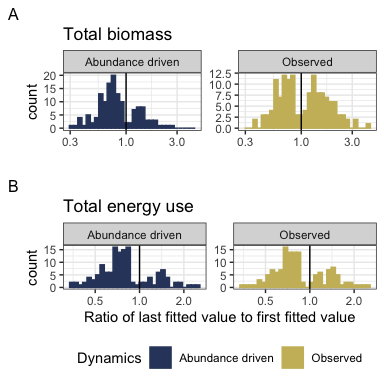 A
Total biomass
Abundance driven Observed
count
20
15
10
5
0
12.5
10.0
7.5
5.0
2.5
0.0
0.3 1.0 3.0 0.3 1.0 3.0
B
Total energy use
Abundance driven Observed
count
15
10
5
0
15
10
5
0
0.5 1.0 2.0 0.5 1.0 2.0
Ratio of last fitted value to first fitted value
Dynamics Abundance driven Observed